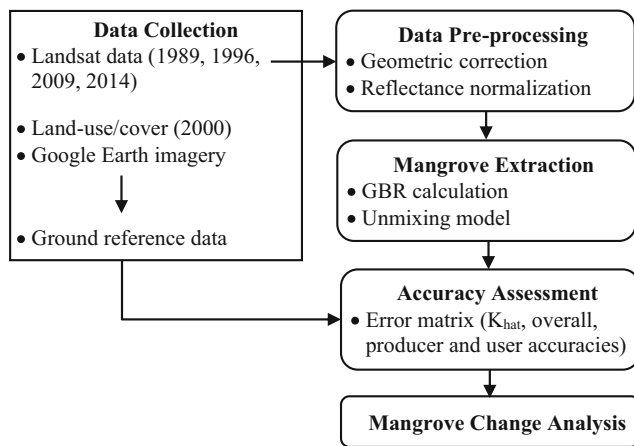 Data Collection
• Landsat data (1989, 1996,
2009, 2014)
• Land-use/cover (2000)
• Google Earth imagery
• Ground reference data
Data Pre-processing
• Geometric correction
• Reflectance normalization
Mangrove Extraction
• GBR calculation
• Unmixing model
Accuracy Assessment
• Error matrix (Khat, overall,
producer and user accuracies)
Mangrove Change Analysis